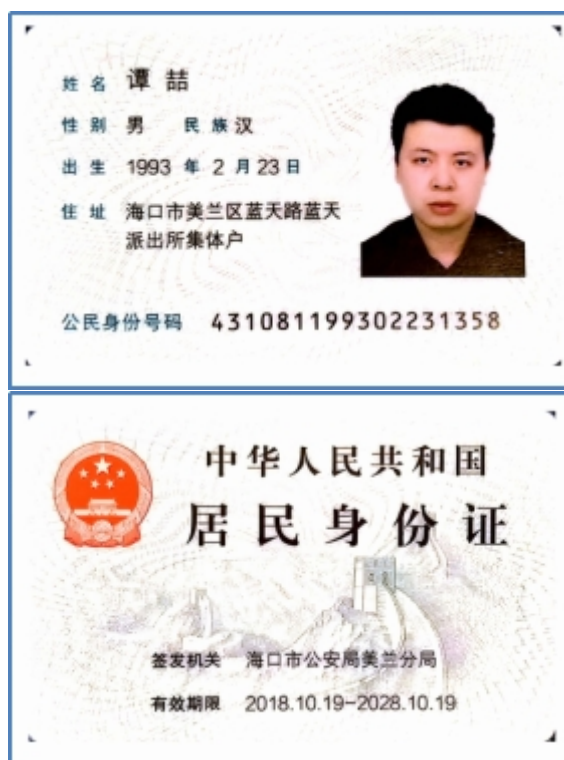 姓名 谭喆
性别 男 民族 汉
出生 1993 年 2 月 23 日
住址 海口市美兰区蓝天路蓝天
派出所集体户
公民身份号码 431081199302231358
中华人民共和国
居民身份证
签发机关 海口市公安局美兰分局
有效期限 2018.10.19-2028.10.19